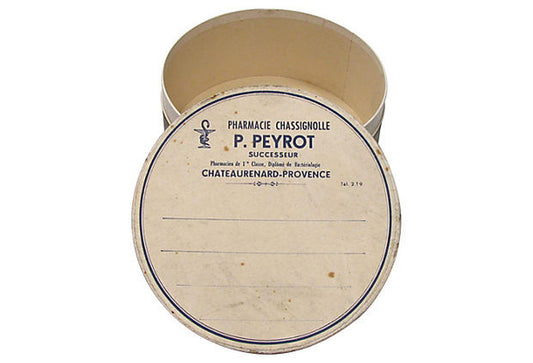 PHARMACIE CHASSIGNOLLE
P. PEYROT
SUCCESSEUR
Pharmacien de 1re Classe, Diplômé de Bactériologie
CHATEAURENARD-PROVENCE
Tél. 2.19